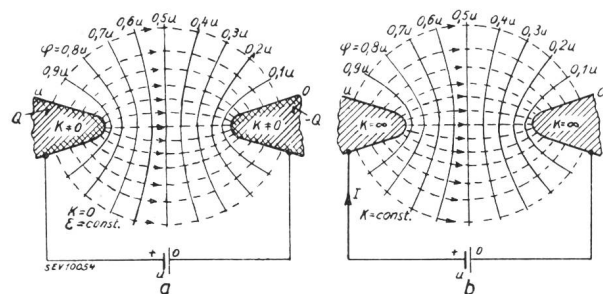 0,5u
0,6u 0,4u
0,7u 0,3u
φ=0,8u 0,2u
0,9u 0,1u
u 0
Q K≠0 K≠0 -Q
K=0
ε=const.
+ 0
u
SEV10054
a
0,5u
0,6u 0,4u
0,7u 0,3u
φ=0,8u 0,2u
0,9u 0,1u
u 0
K=∞ K=∞
I
K=const.
+ 0
u
b